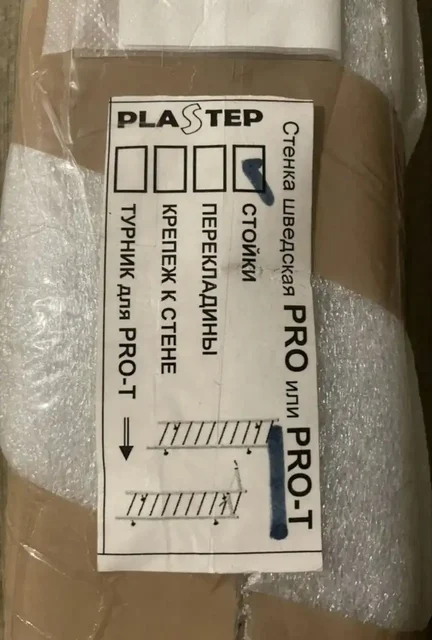 PLASTEP
Стенка шведская PRO или PRO-T
СТОЙКИ
ПЕРЕКЛАДИНЫ
КРЕПЕЖ К СТЕНЕ
ТУРНИК для PRO-T ⇒